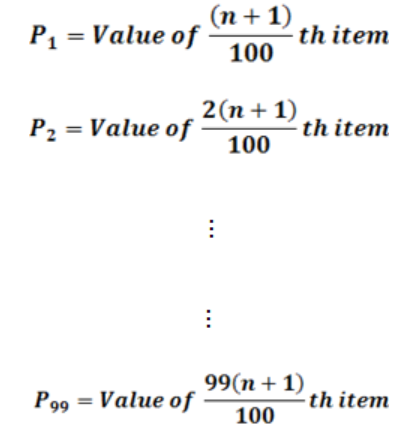 P₁ = Value of (n + 1)/100 th item
P₂ = Value of 2(n + 1)/100 th item
⋮
⋮
P₉₉ = Value of 99(n + 1)/100 th item